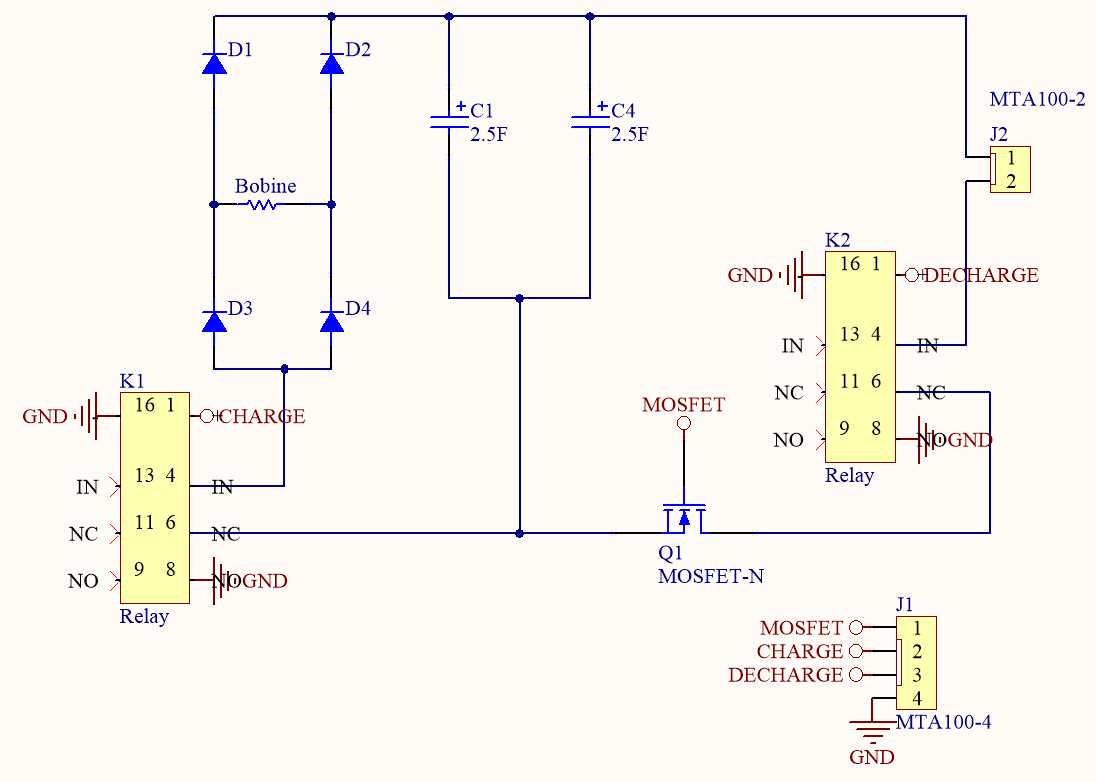 D1
D2
C1
2.5F
C4
2.5F
MTA100-2
J2
1
2
Bobine
K2
GND
16 1
DECHARGE
D3
D4
IN
13 4
IN
K1
NC
11 6
NC
GND
16 1
CHARGE
MOSFET
NO
9 8
NO
GND
Relay
IN
13 4
IN
NC
11 6
NC
Q1
MOSFET-N
NO
9 8
NO
GND
Relay
J1
MOSFET
1
CHARGE
2
DECHARGE
3
4
MTA100-4
GND